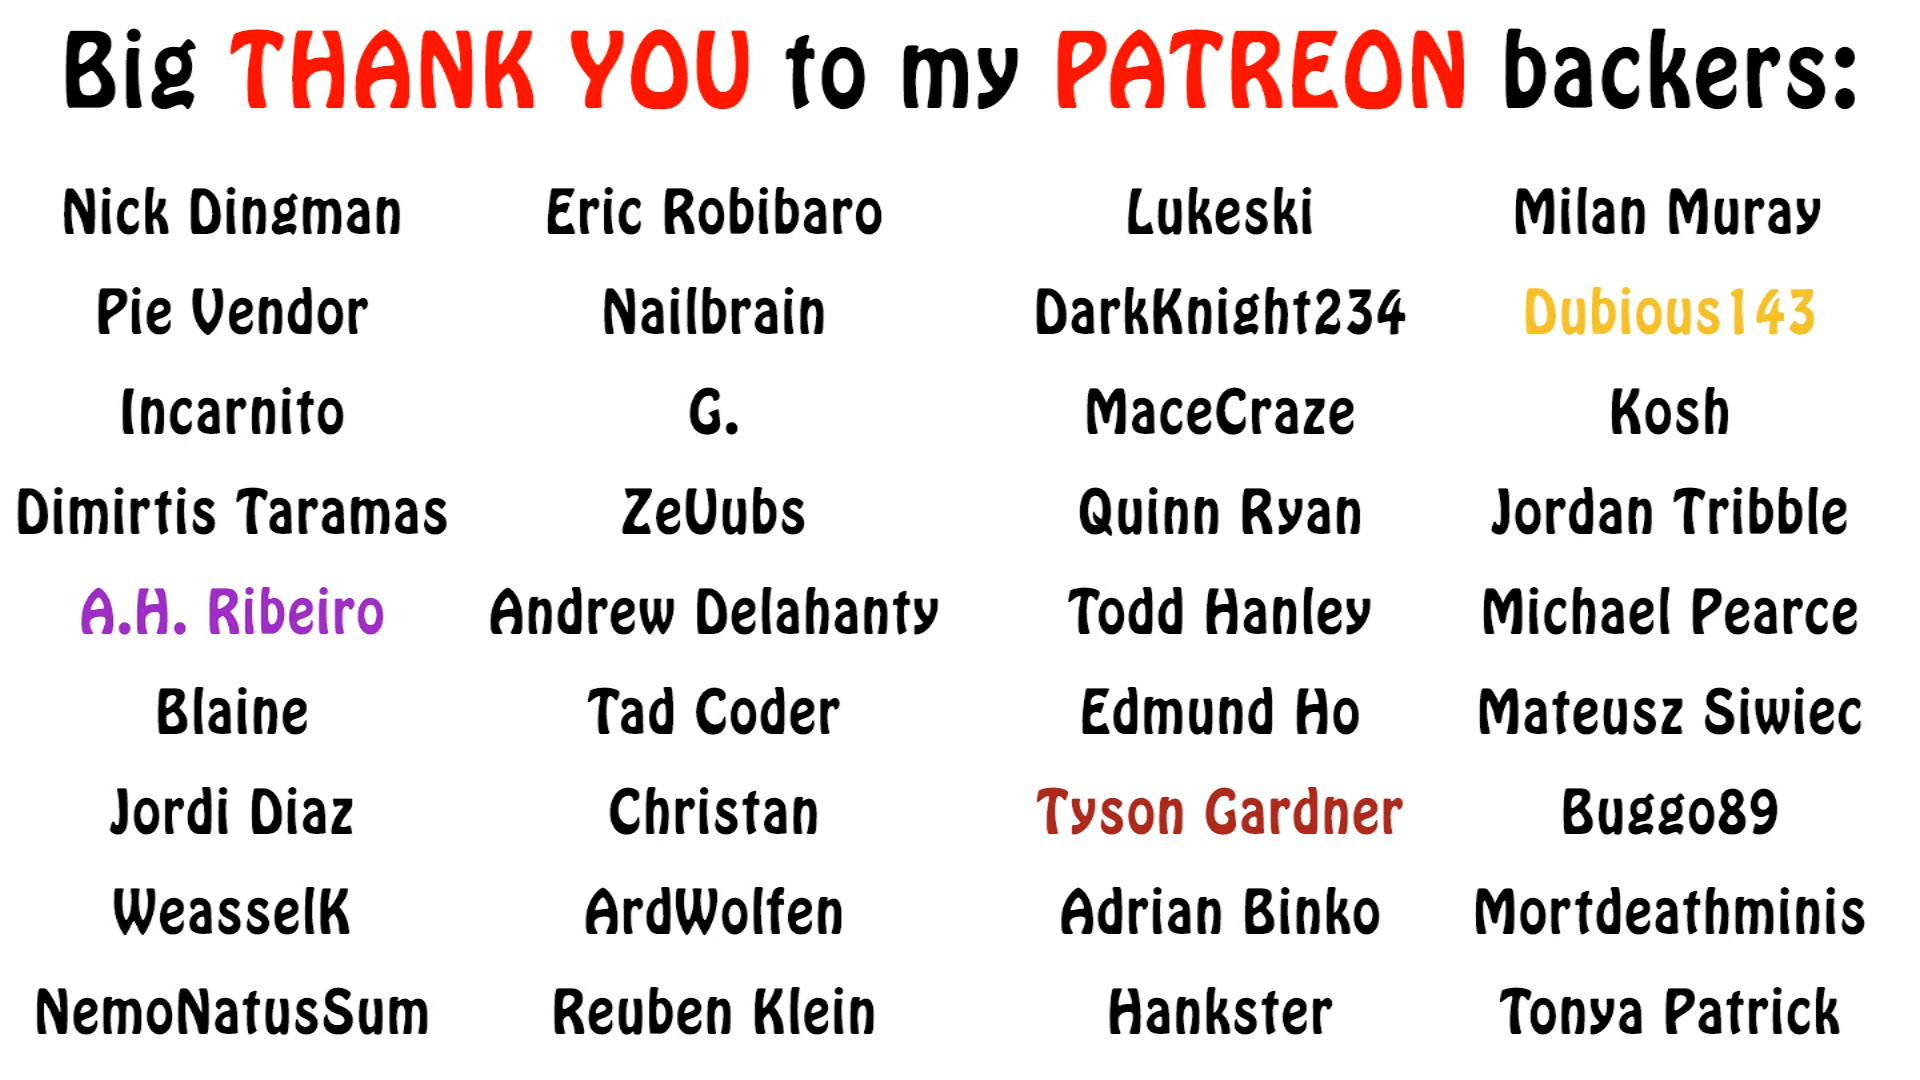 Big THANK YOU to my PATREON backers:
Nick Dingman Eric Robibaro Lukeski Milan Muray
Pie Vendor Nailbrain DarkKnight234 Dubious143
Incarnito G. MaceCraze Kosh
Dimirtis Taramas ZeUubs Quinn Ryan Jordan Tribble
A.H. Ribeiro Andrew Delahanty Todd Hanley Michael Pearce
Blaine Tad Coder Edmund Ho Mateusz Siwiec
Jordi Diaz Christan Tyson Gardner Buggo89
WeasselK ArdWolfen Adrian Binko Mortdeathminis
NemoNatusSum Reuben Klein Hankster Tonya Patrick